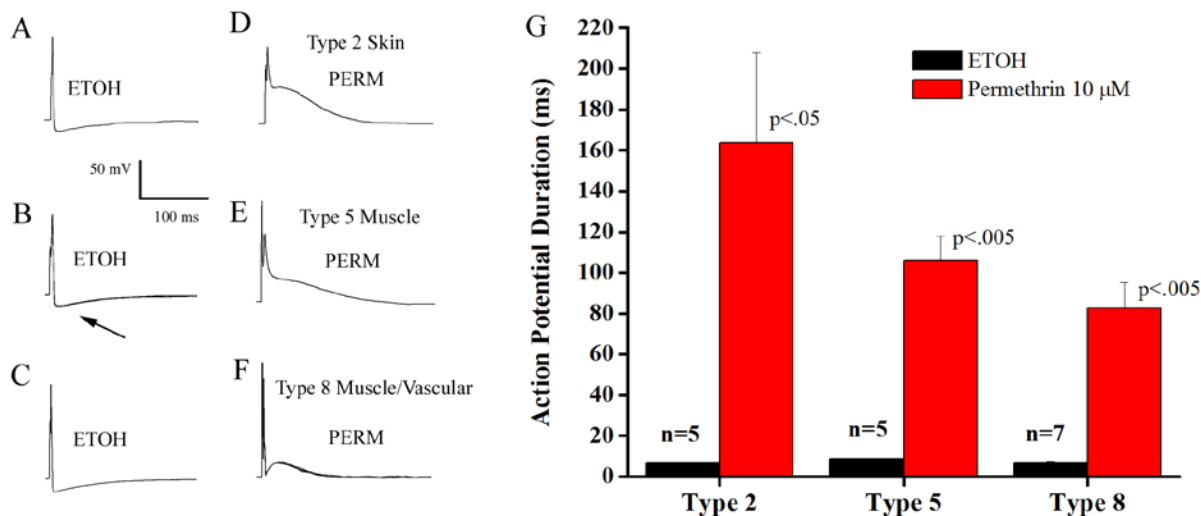 A
ETOH
50 mV
100 ms
B
ETOH
C
ETOH
D
Type 2 Skin
PERM
E
Type 5 Muscle
PERM
F
Type 8 Muscle/Vascular
PERM
G
Action Potential Duration (ms)
220
200
180
160
140
120
100
80
60
40
20
0
ETOH
Permethrin 10 μM
p<.05
p<.005
p<.005
n=5
n=5
n=7
Type 2
Type 5
Type 8